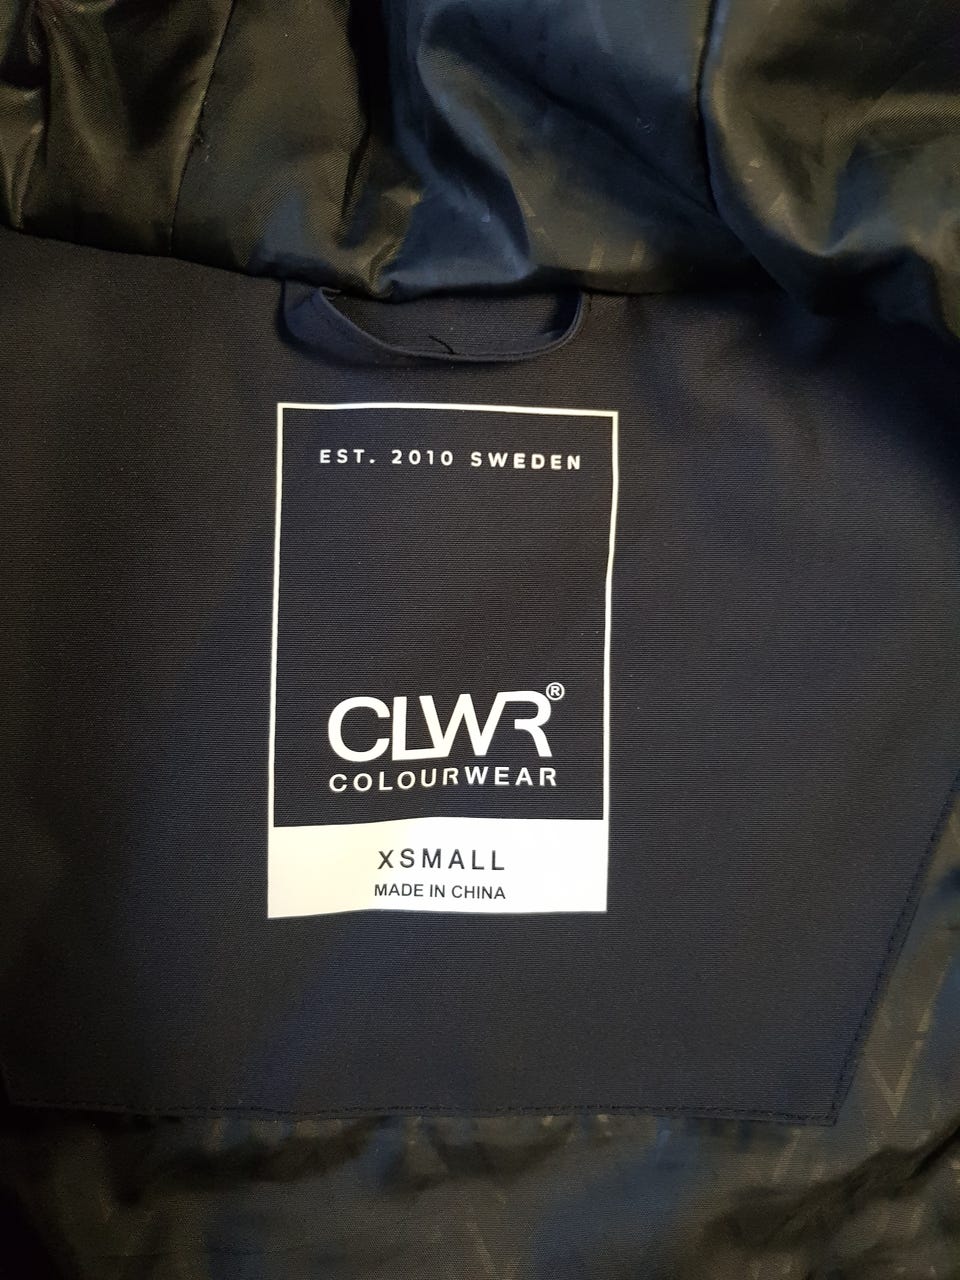 EST. 2010 SWEDEN
CLWR®
COLOURWEAR
XSMALL
MADE IN CHINA